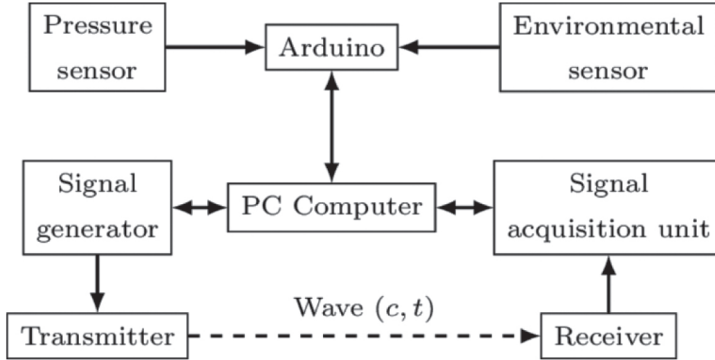 Pressure
sensor
Arduino
Environmental
sensor
Signal
generator
PC Computer
Signal
acquisition unit
Wave (c, t)
Transmitter
Receiver